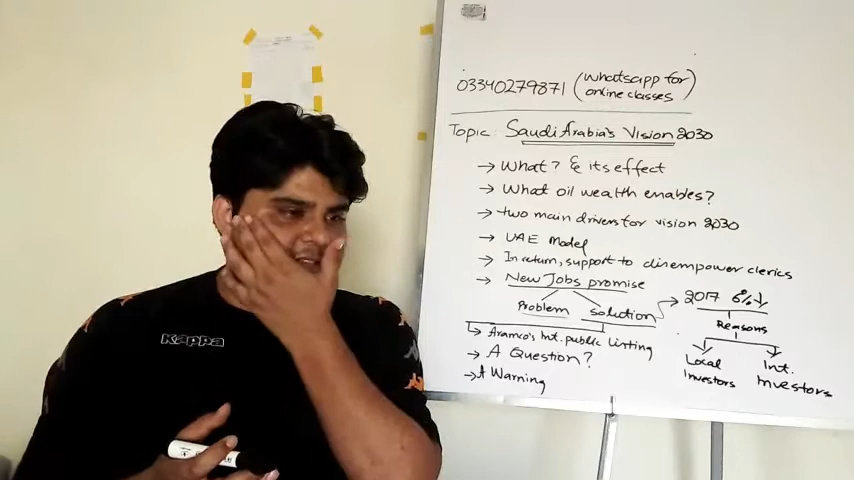 03340279871 (whatsapp for online classes)
Topic: Saudi Arabia's Vision 2030
→ What? & its effect
→ What oil wealth enables?
→ two main drivers for vision 2030
→ UAE Model
→ In return, support to disempower clerics
→ New Jobs promise
Problem solution → 2017 6% ↓
Reasons
Local Investors
Int. Investors
→ Aramco's Int. public listing
→ A Question?
→ A Warning
Kappa